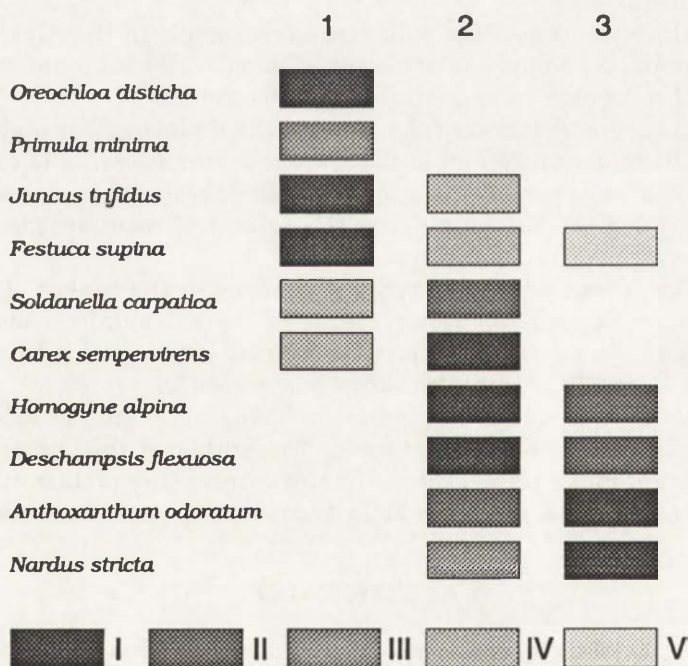 1 2 3
Oreochloa disticha
Primula minima
Juncus trifidus
Festuca supina
Soldanella carpatica
Carex sempervirens
Homogyne alpina
Deschampsis flexuosa
Anthoxanthum odoratum
Nardus stricta
I II III IV V